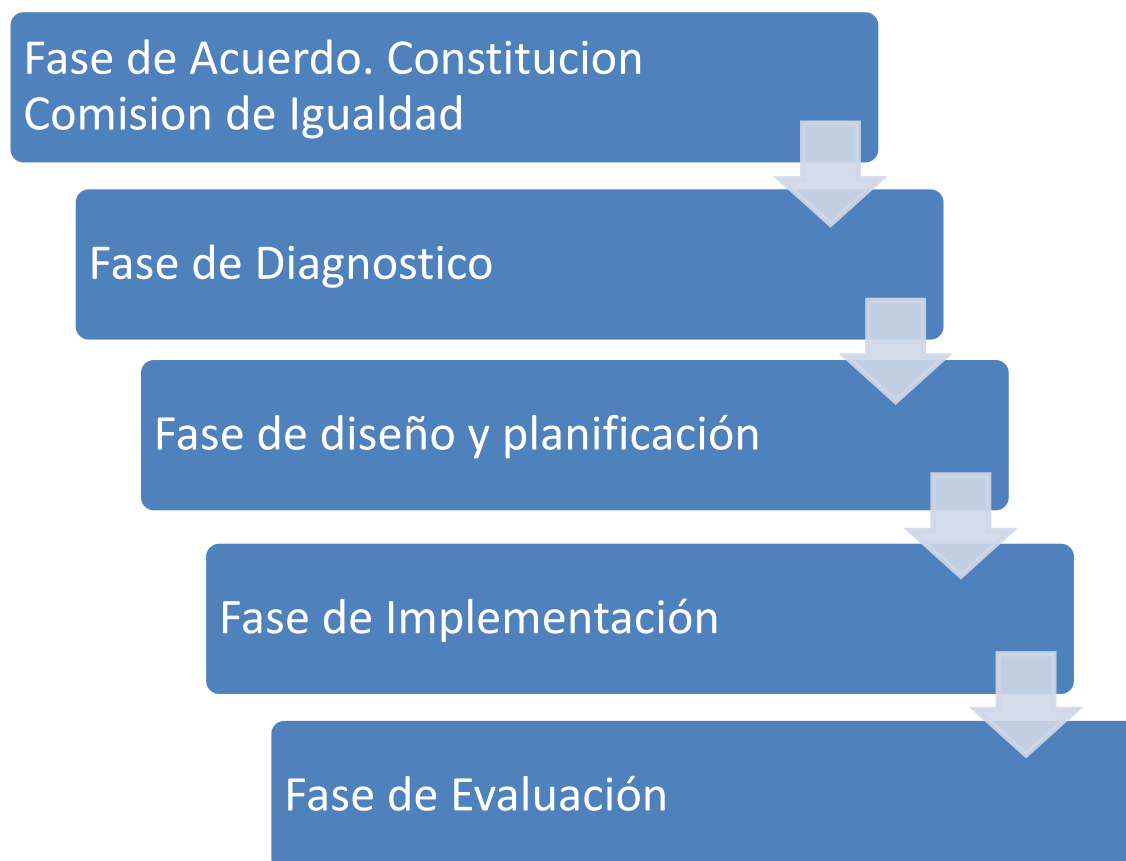 Fase de Acuerdo. Constitucion
Comision de Igualdad
Fase de Diagnostico
Fase de diseño y planificación
Fase de Implementación
Fase de Evaluación